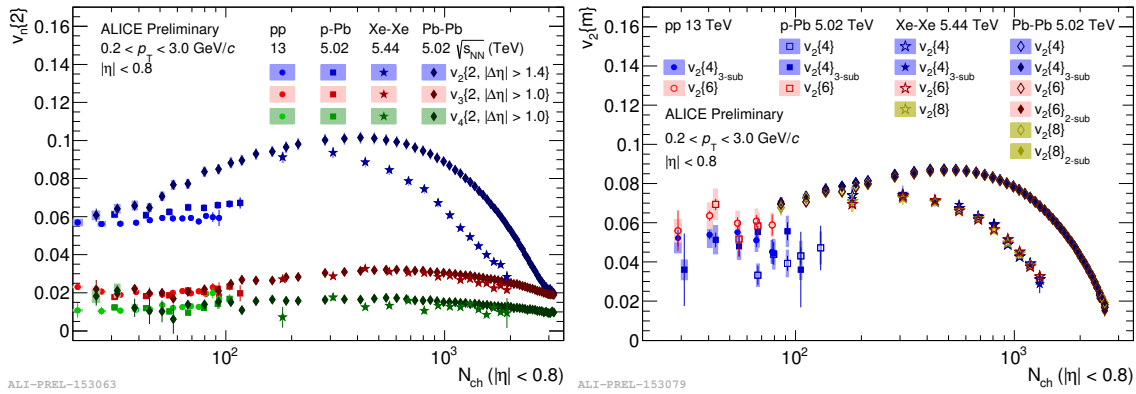 v_n{2}
0.16
0.14
0.12
0.1
0.08
0.06
0.04
0.02
0
ALICE Preliminary
0.2 < p_T < 3.0 GeV/c
|η| < 0.8
pp p-Pb Xe-Xe Pb-Pb
13 5.02 5.44 5.02 √s_NN (TeV)
v_2{2, |Δη| > 1.4}
v_3{2, |Δη| > 1.0}
v_4{2, |Δη| > 1.0}
10^2 10^3
N_ch (|η| < 0.8)
ALI-PREL-153063
v_2{m}
0.16
0.14
0.12
0.1
0.08
0.06
0.04
0.02
0
pp 13 TeV
v_2{4}_3-sub
v_2{6}
p-Pb 5.02 TeV
v_2{4}
v_2{4}_3-sub
v_2{6}
Xe-Xe 5.44 TeV
v_2{4}
v_2{4}_3-sub
v_2{6}
v_2{8}
Pb-Pb 5.02 TeV
v_2{4}
v_2{4}_3-sub
v_2{6}
v_2{6}_2-sub
v_2{8}
v_2{8}_2-sub
ALICE Preliminary
0.2 < p_T < 3.0 GeV/c
|η| < 0.8
10^2 10^3
N_ch (|η| < 0.8)
ALI-PREL-153079